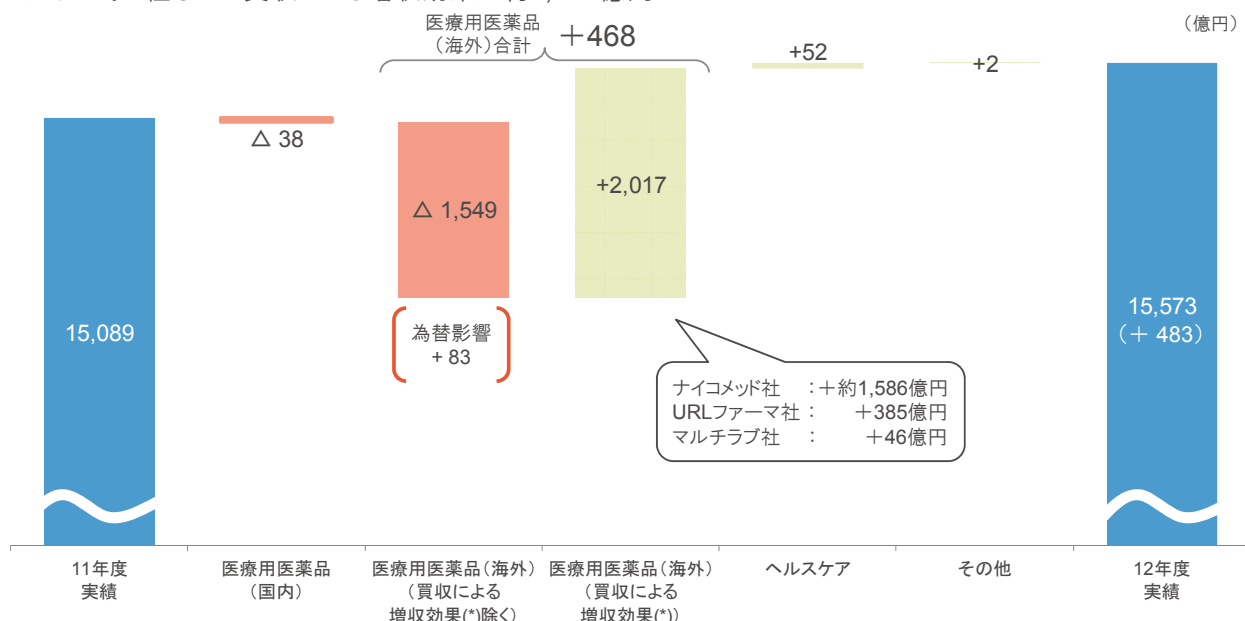 医療用医薬品
（海外）合計
＋468
（億円）
△ 38
△ 1,549
+2,017
+52
+2
15,089
為替影響
+ 83
15,573
（＋ 483）
ナイコメッド社　：＋約1,586億円
URLファーマ社：　＋385億円
マルチラブ社　：　＋46億円
11年度
実績
医療用医薬品
（国内）
医療用医薬品（海外）
（買収による
増収効果(*)除く）
医療用医薬品（海外）
（買収による
増収効果(*)）
ヘルスケア
その他
12年度
実績